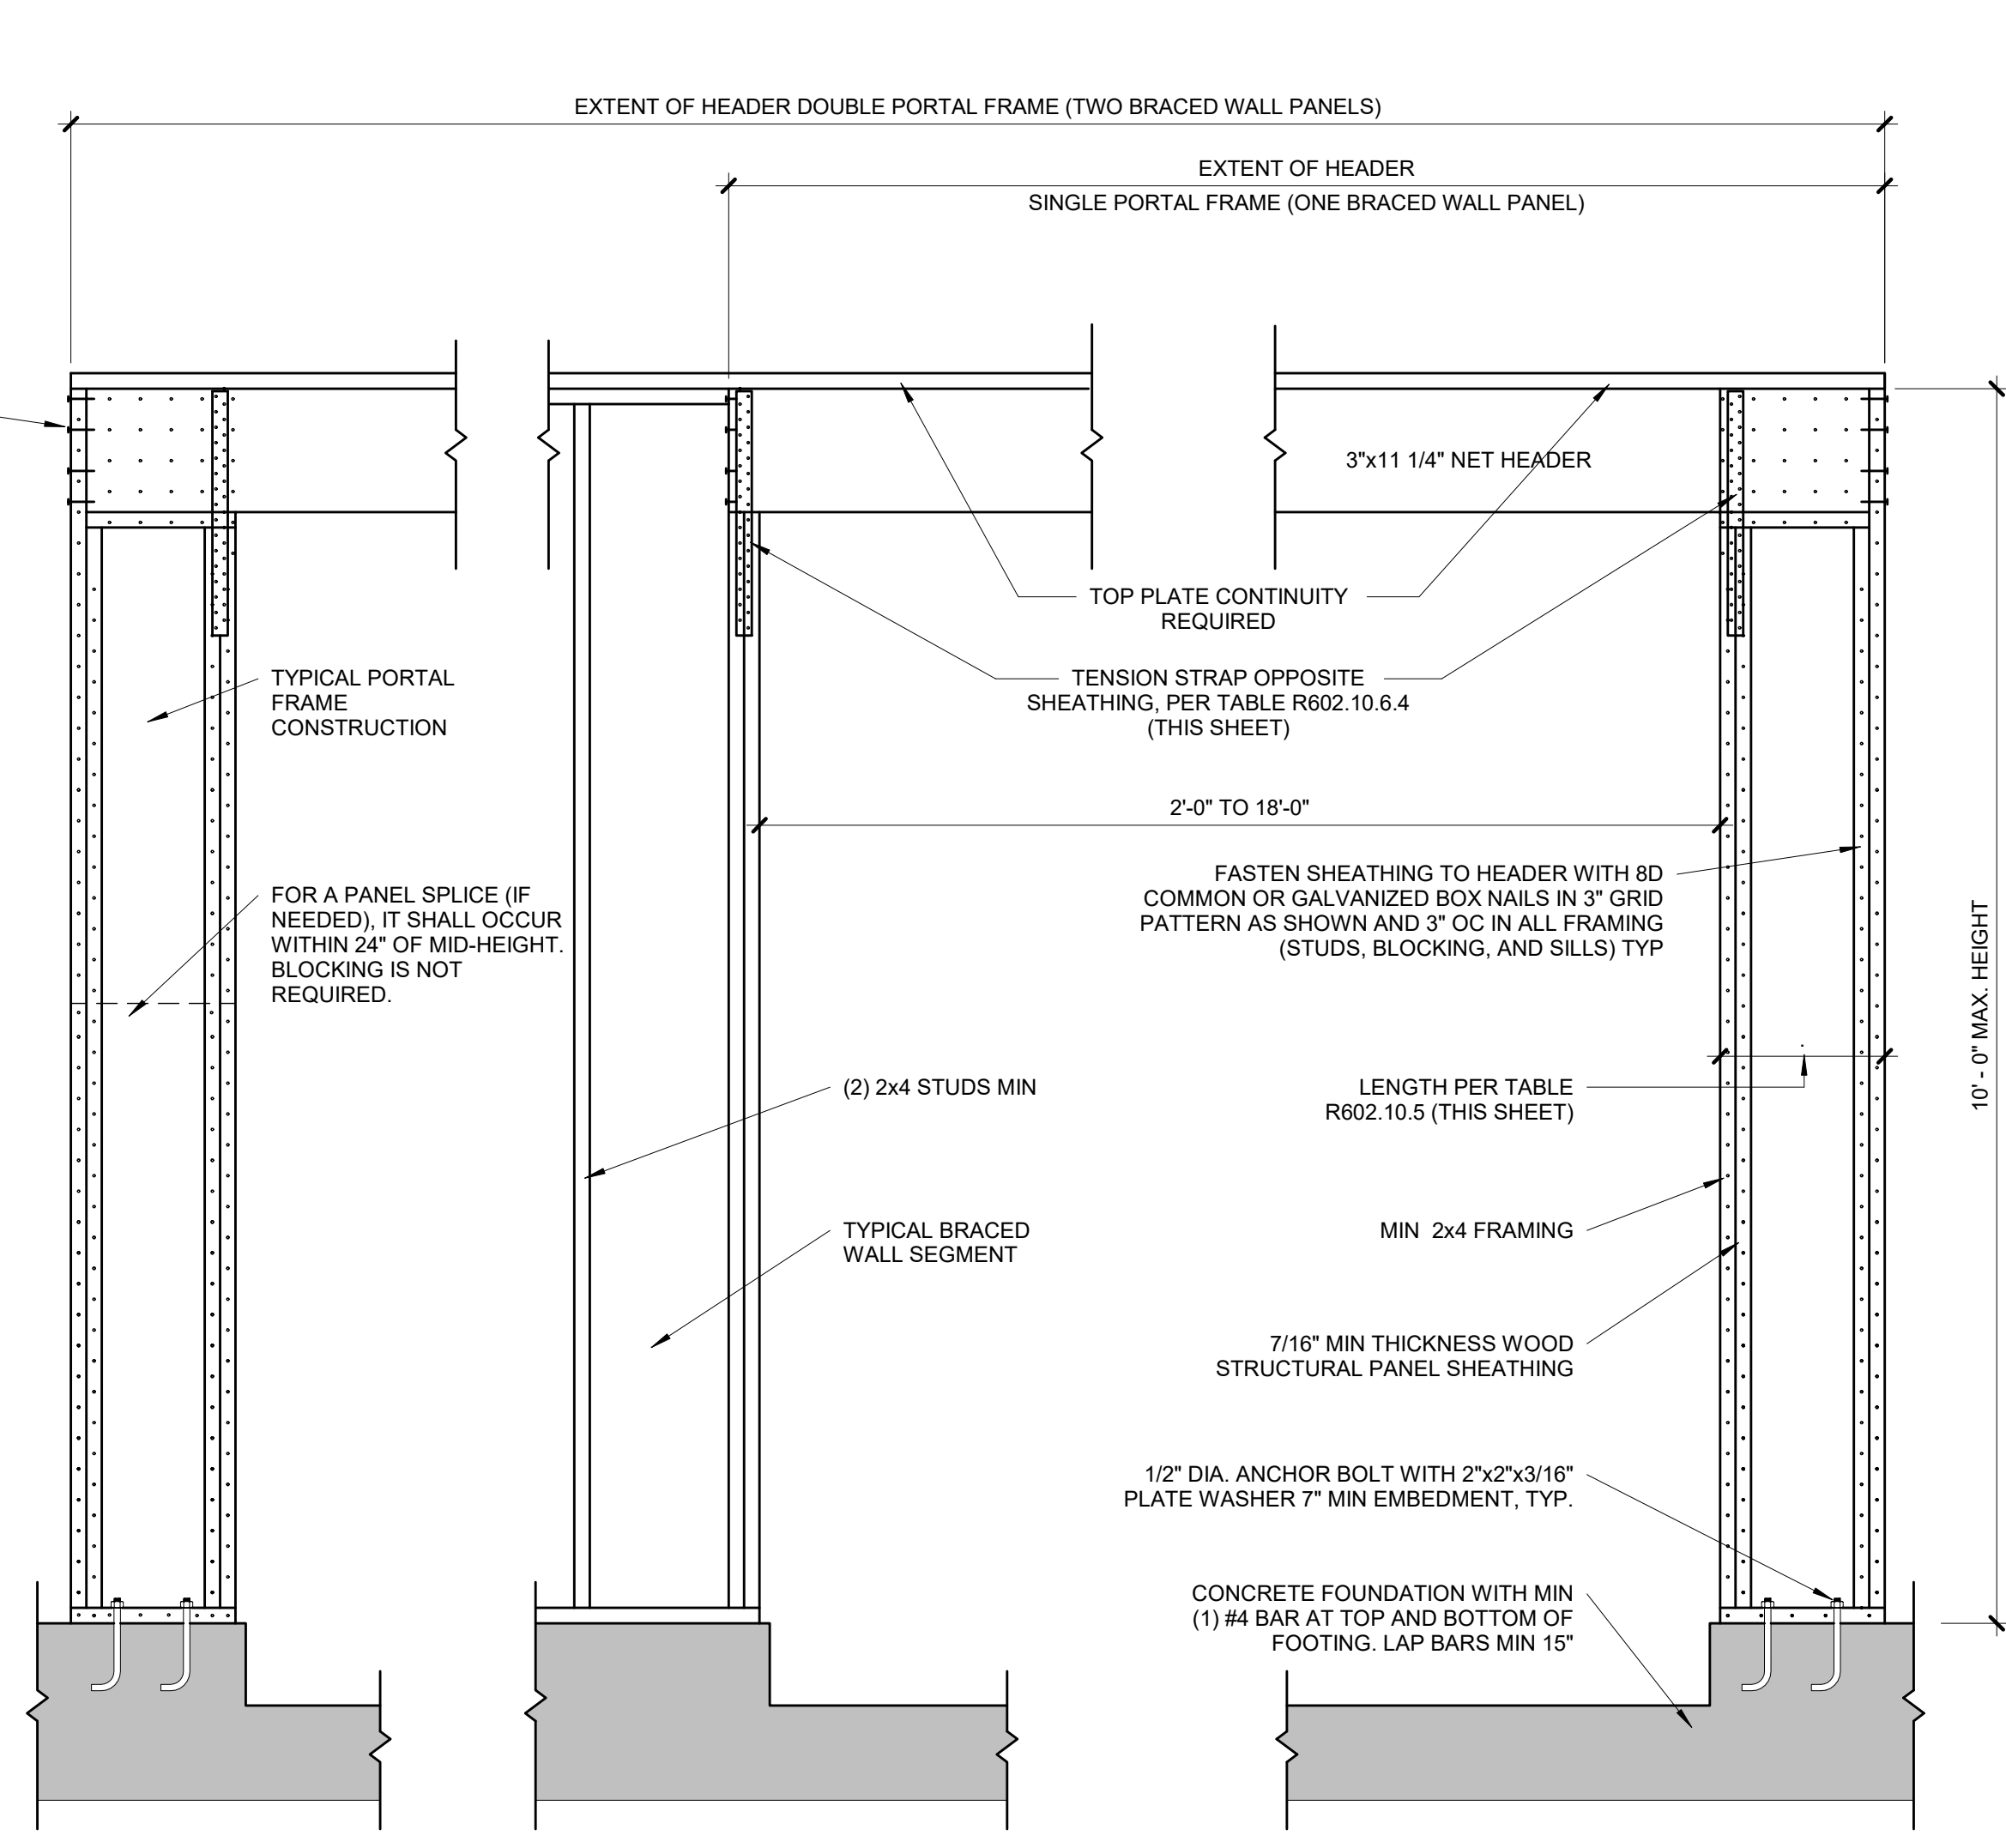 EXTENT OF HEADER DOUBLE PORTAL FRAME (TWO BRACED WALL PANELS)
EXTENT OF HEADER
SINGLE PORTAL FRAME (ONE BRACED WALL PANEL)
3"x11 1/4" NET HEADER
TOP PLATE CONTINUITY
REQUIRED
TENSION STRAP OPPOSITE
SHEATHING, PER TABLE R602.10.6.4
(THIS SHEET)
TYPICAL PORTAL
FRAME
CONSTRUCTION
2'-0" TO 18'-0"
FASTEN SHEATHING TO HEADER WITH 8D
COMMON OR GALVANIZED BOX NAILS IN 3" GRID
PATTERN AS SHOWN AND 3" OC IN ALL FRAMING
(STUDS, BLOCKING, AND SILLS) TYP
FOR A PANEL SPLICE (IF
NEEDED), IT SHALL OCCUR
WITHIN 24" OF MID-HEIGHT.
BLOCKING IS NOT
REQUIRED.
10' - 0" MAX. HEIGHT
(2) 2x4 STUDS MIN
LENGTH PER TABLE
R602.10.5 (THIS SHEET)
TYPICAL BRACED
WALL SEGMENT
MIN  2x4 FRAMING
7/16" MIN THICKNESS WOOD
STRUCTURAL PANEL SHEATHING
1/2" DIA. ANCHOR BOLT WITH 2"x2"x3/16"
PLATE WASHER 7" MIN EMBEDMENT, TYP.
CONCRETE FOUNDATION WITH MIN
(1) #4 BAR AT TOP AND BOTTOM OF
FOOTING. LAP BARS MIN 15"